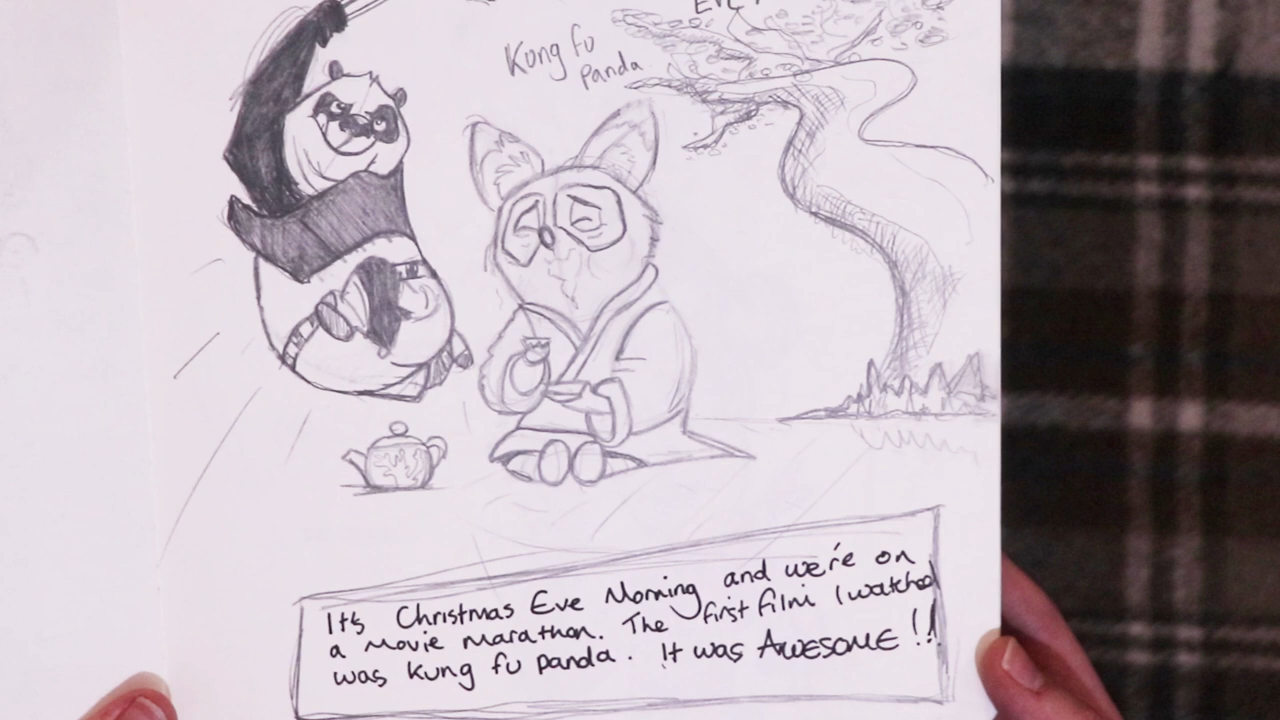 Kung fu
Panda
It's Christmas Eve Morning and we're on
a Movie Marathon. The first film I watched
was Kung fu panda. It was AWESOME !!